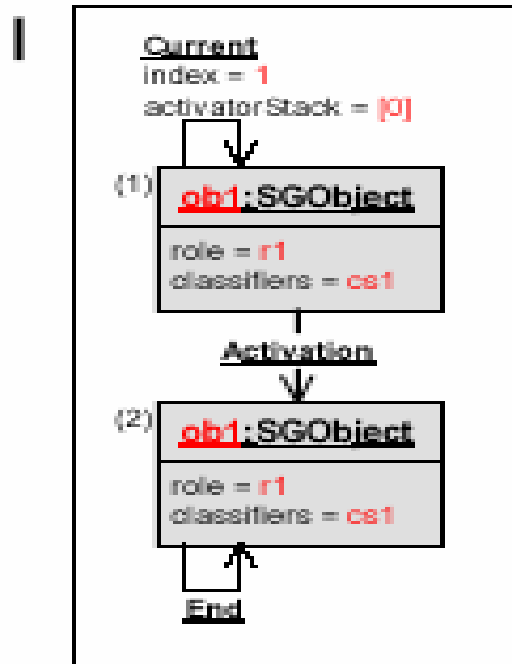 I
Current
index = 1
activatorStack = [0]
(1)
ob1:SGObject
role = r1
classifiers = cs1
Activation
(2)
ob1:SGObject
role = r1
classifiers = cs1
End